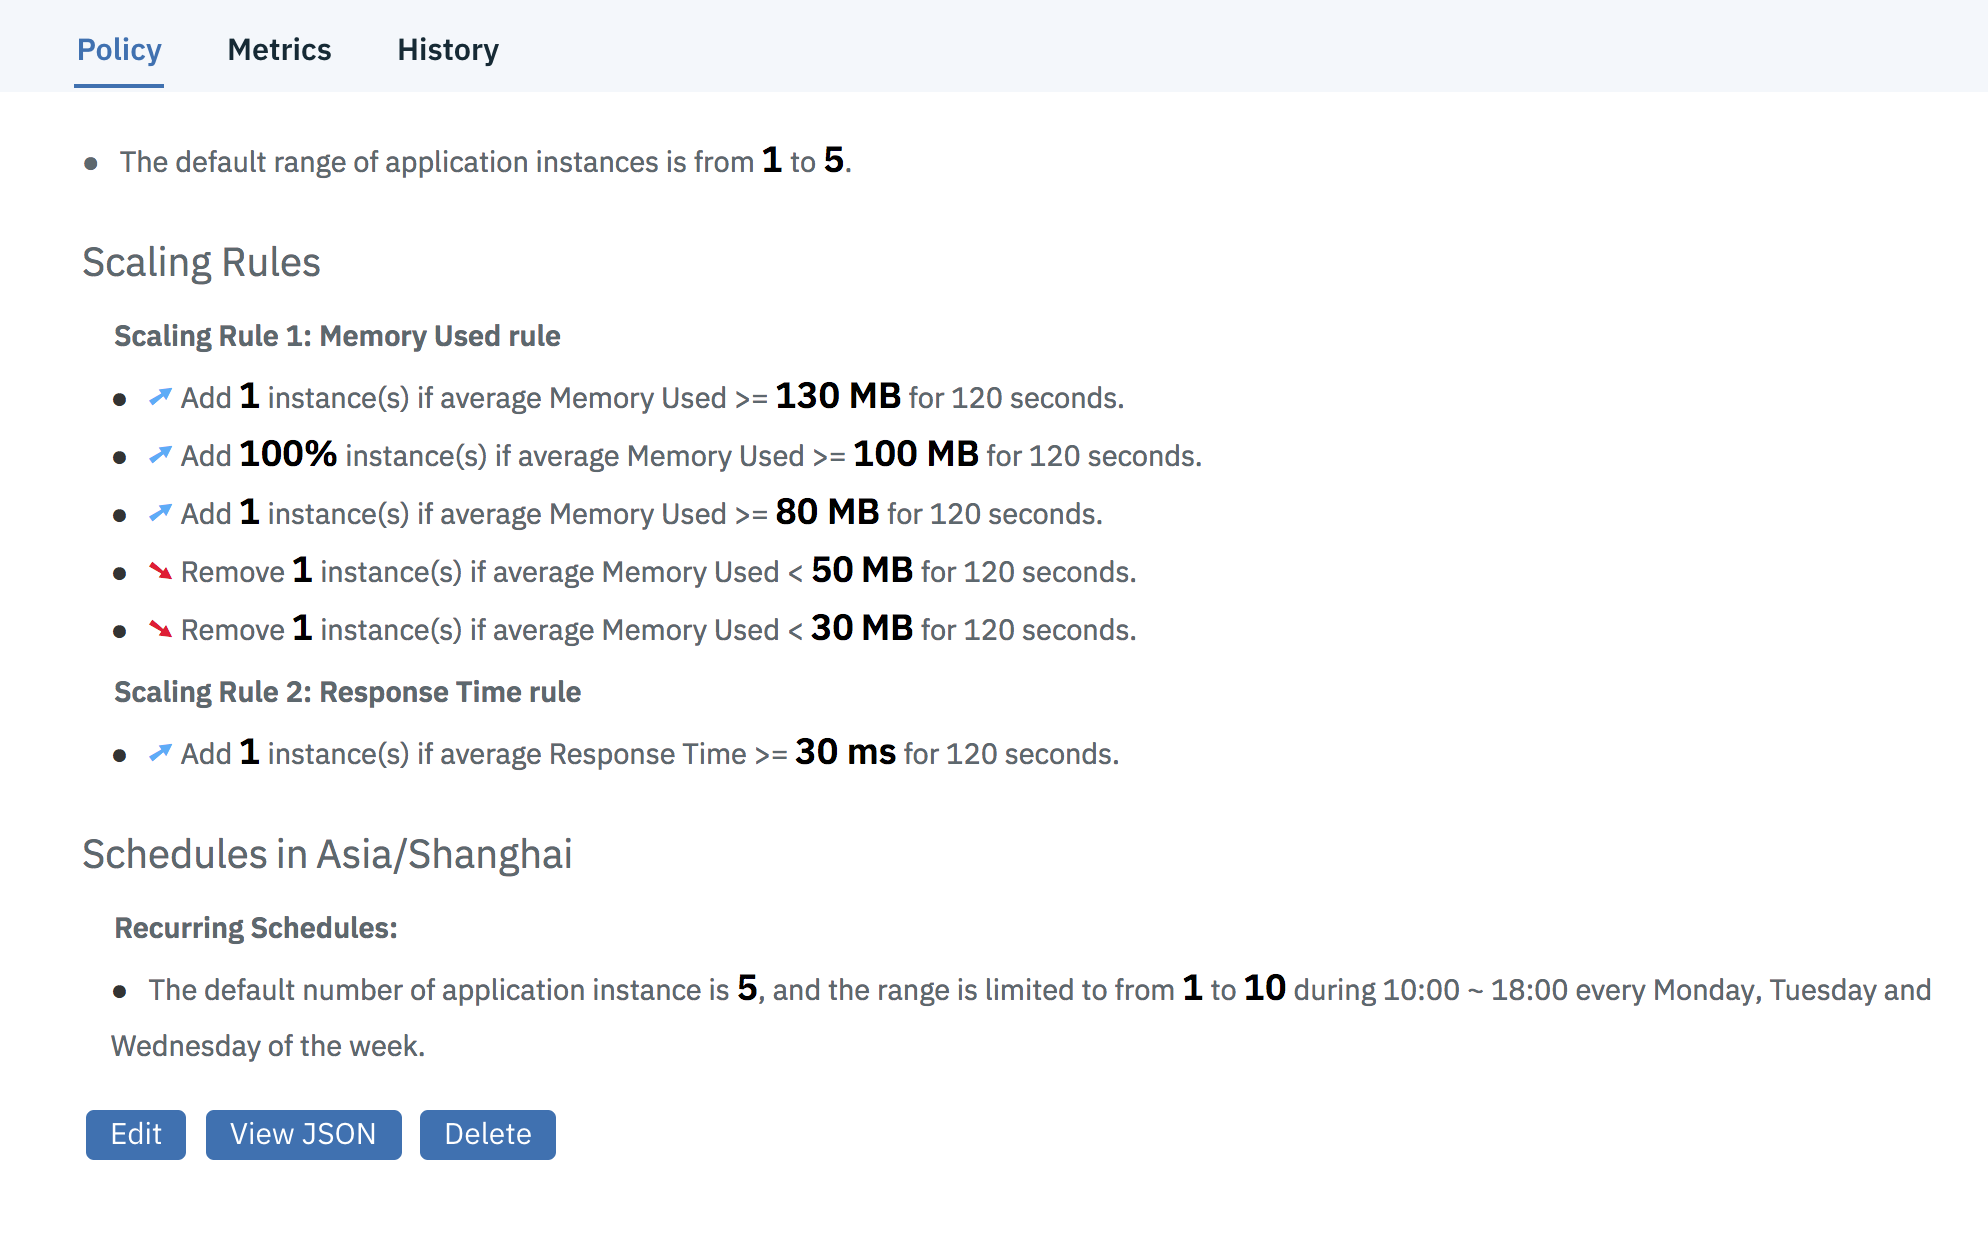 Policy Metrics History
● The default range of application instances is from 1 to 5.
Scaling Rules
Scaling Rule 1: Memory Used rule
● Add 1 instance(s) if average Memory Used >= 130 MB for 120 seconds.
● Add 100% instance(s) if average Memory Used >= 100 MB for 120 seconds.
● Add 1 instance(s) if average Memory Used >= 80 MB for 120 seconds.
● Remove 1 instance(s) if average Memory Used < 50 MB for 120 seconds.
● Remove 1 instance(s) if average Memory Used < 30 MB for 120 seconds.
Scaling Rule 2: Response Time rule
● Add 1 instance(s) if average Response Time >= 30 ms for 120 seconds.
Schedules in Asia/Shanghai
Recurring Schedules:
● The default number of application instance is 5, and the range is limited to from 1 to 10 during 10:00 ~ 18:00 every Monday, Tuesday and
Wednesday of the week.
Edit View JSON Delete